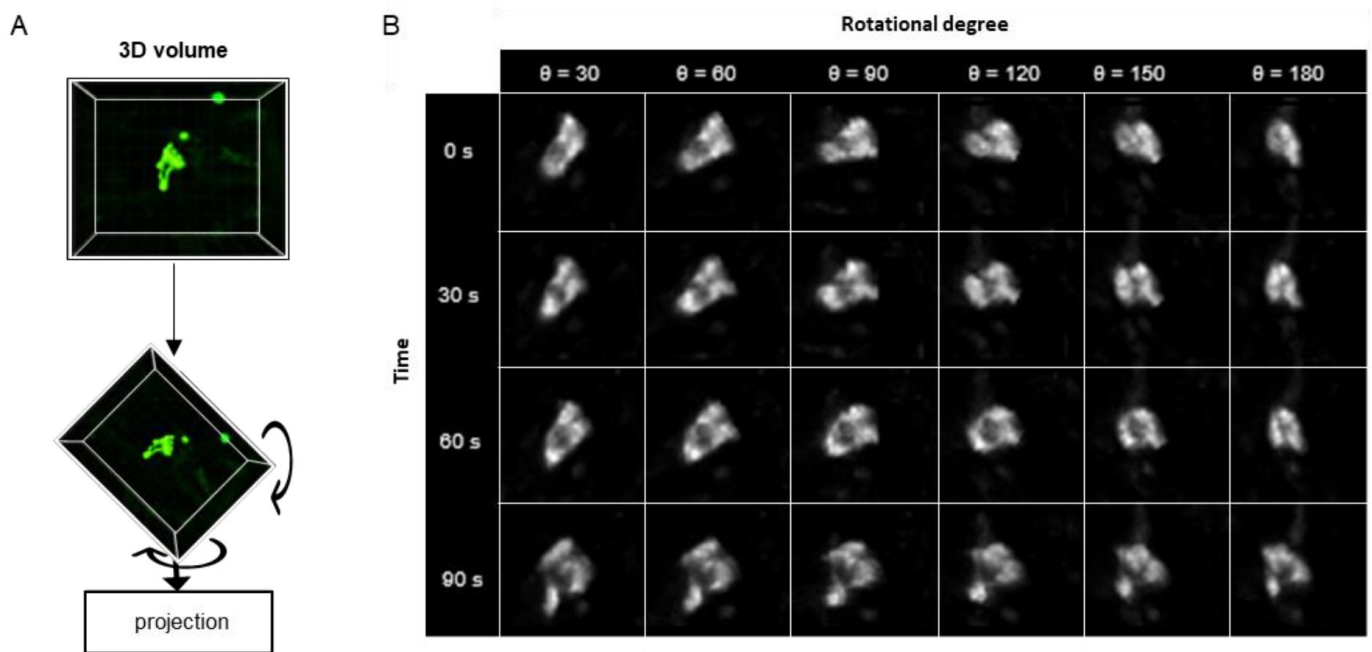 A
3D volume
projection
B
Rotational degree
θ = 30 θ = 60 θ = 90 θ = 120 θ = 150 θ = 180
Time
0 s
30 s
60 s
90 s